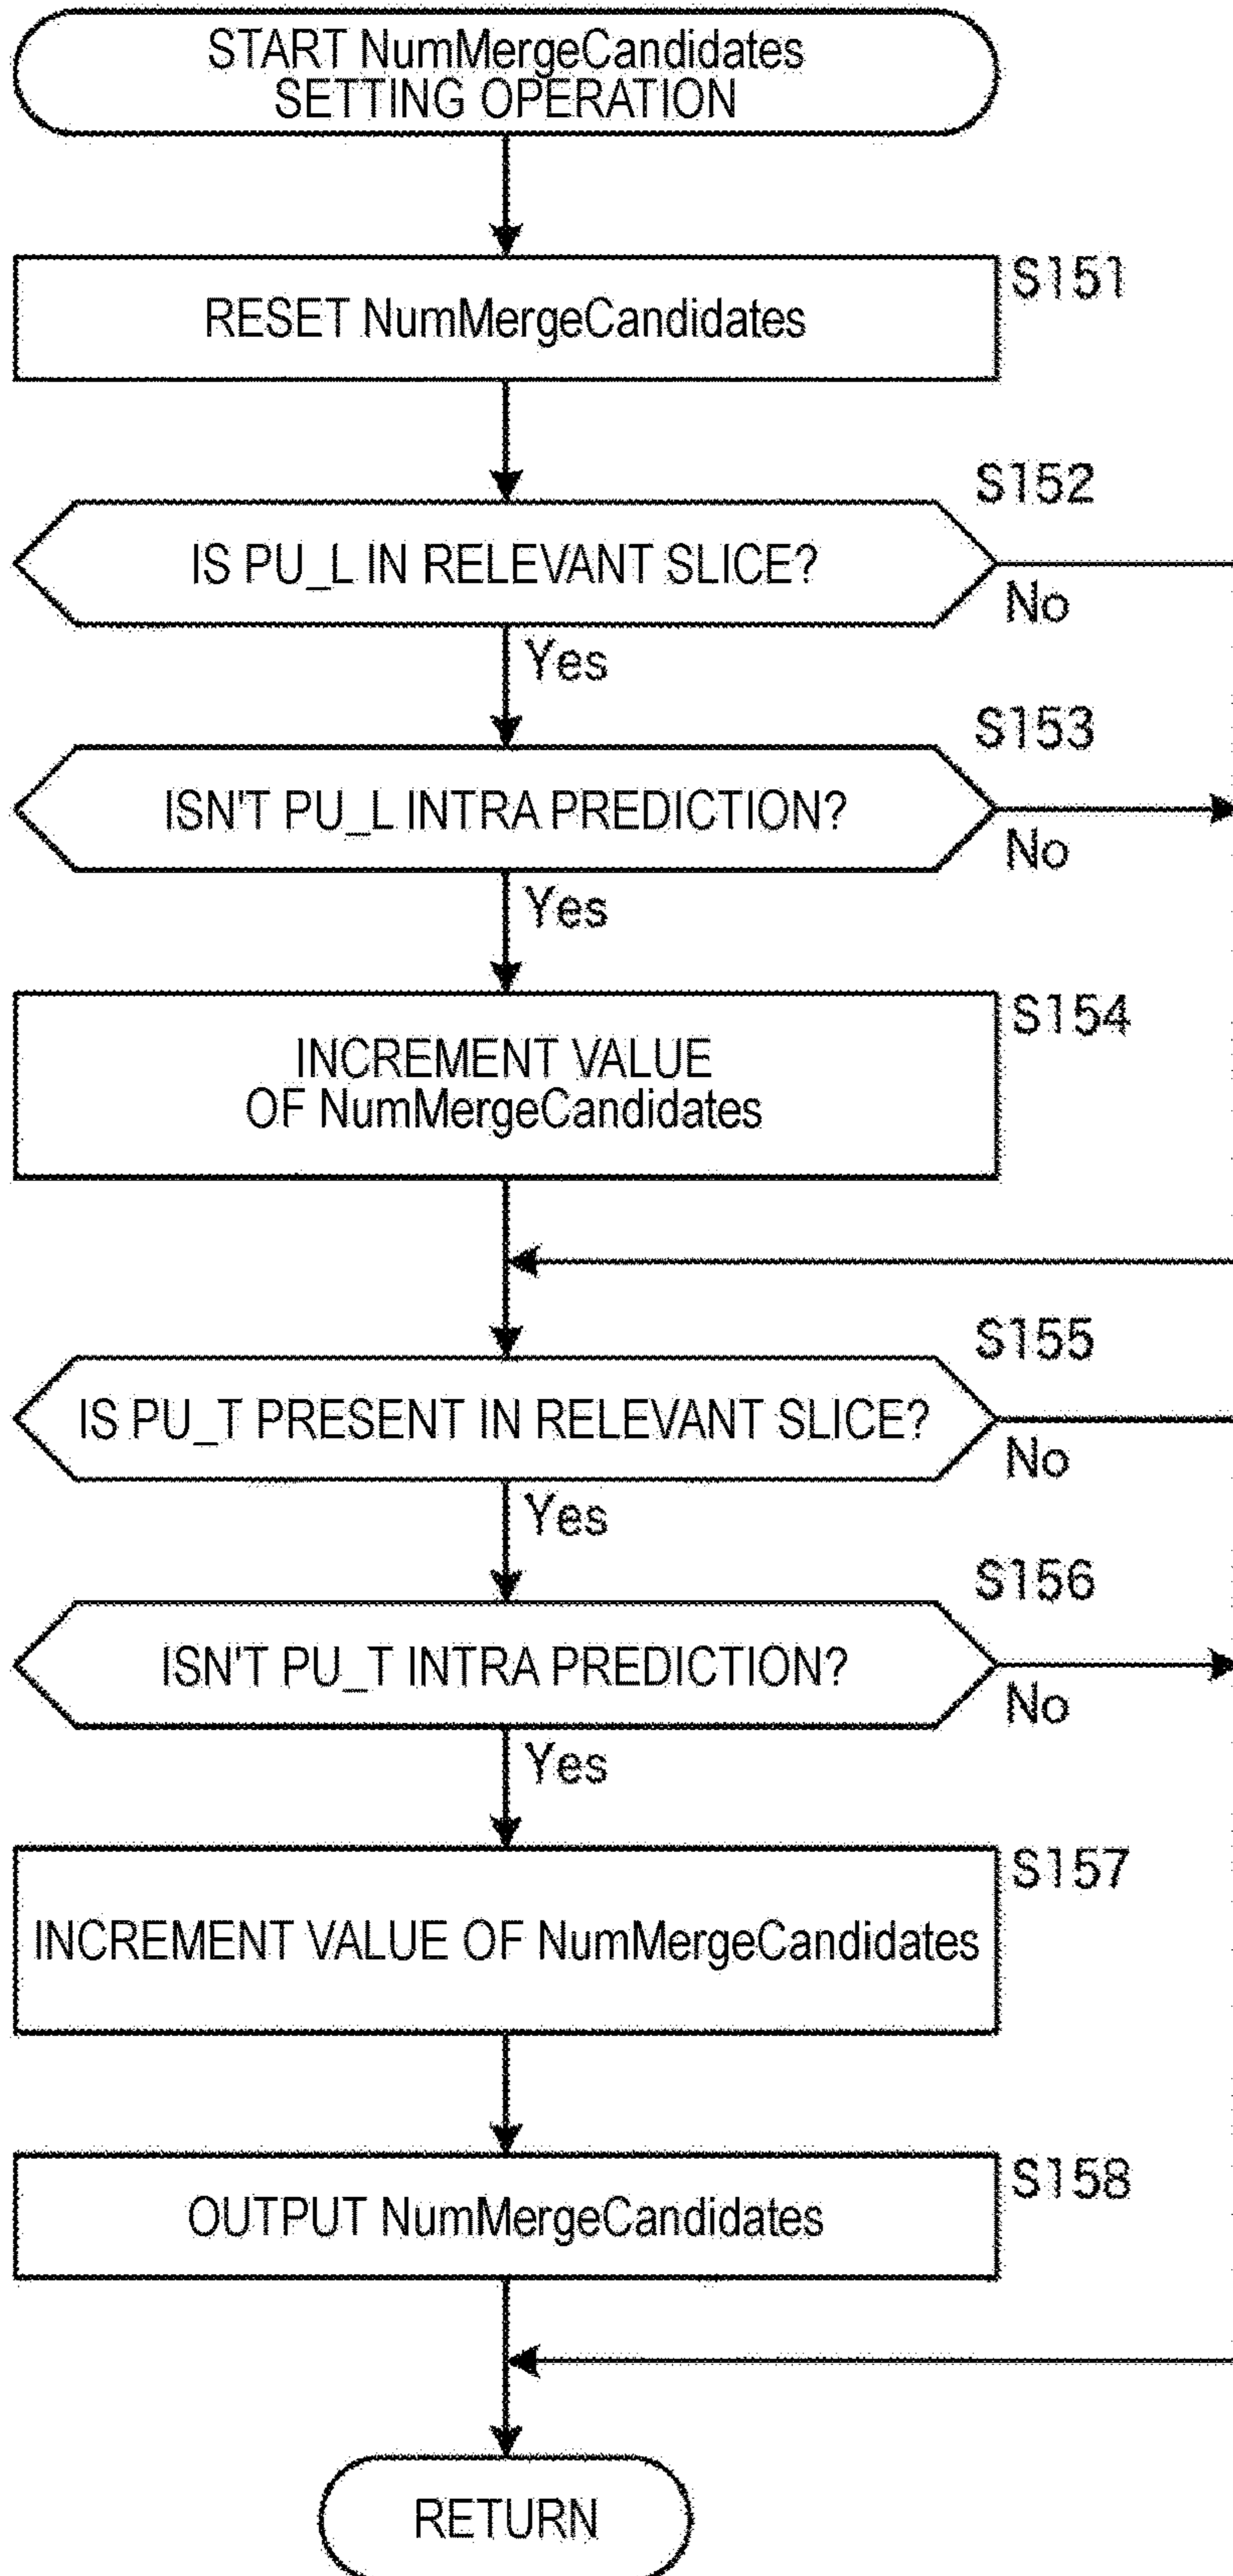 START NumMergeCandidates
SETTING OPERATION
RESET NumMergeCandidates
S151
IS PU_L IN RELEVANT SLICE?
S152
No
Yes
ISN'T PU_L INTRA PREDICTION?
S153
No
Yes
INCREMENT VALUE
OF NumMergeCandidates
S154
IS PU_T PRESENT IN RELEVANT SLICE?
S155
No
Yes
ISN'T PU_T INTRA PREDICTION?
S156
No
Yes
INCREMENT VALUE OF NumMergeCandidates
S157
OUTPUT NumMergeCandidates
S158
RETURN